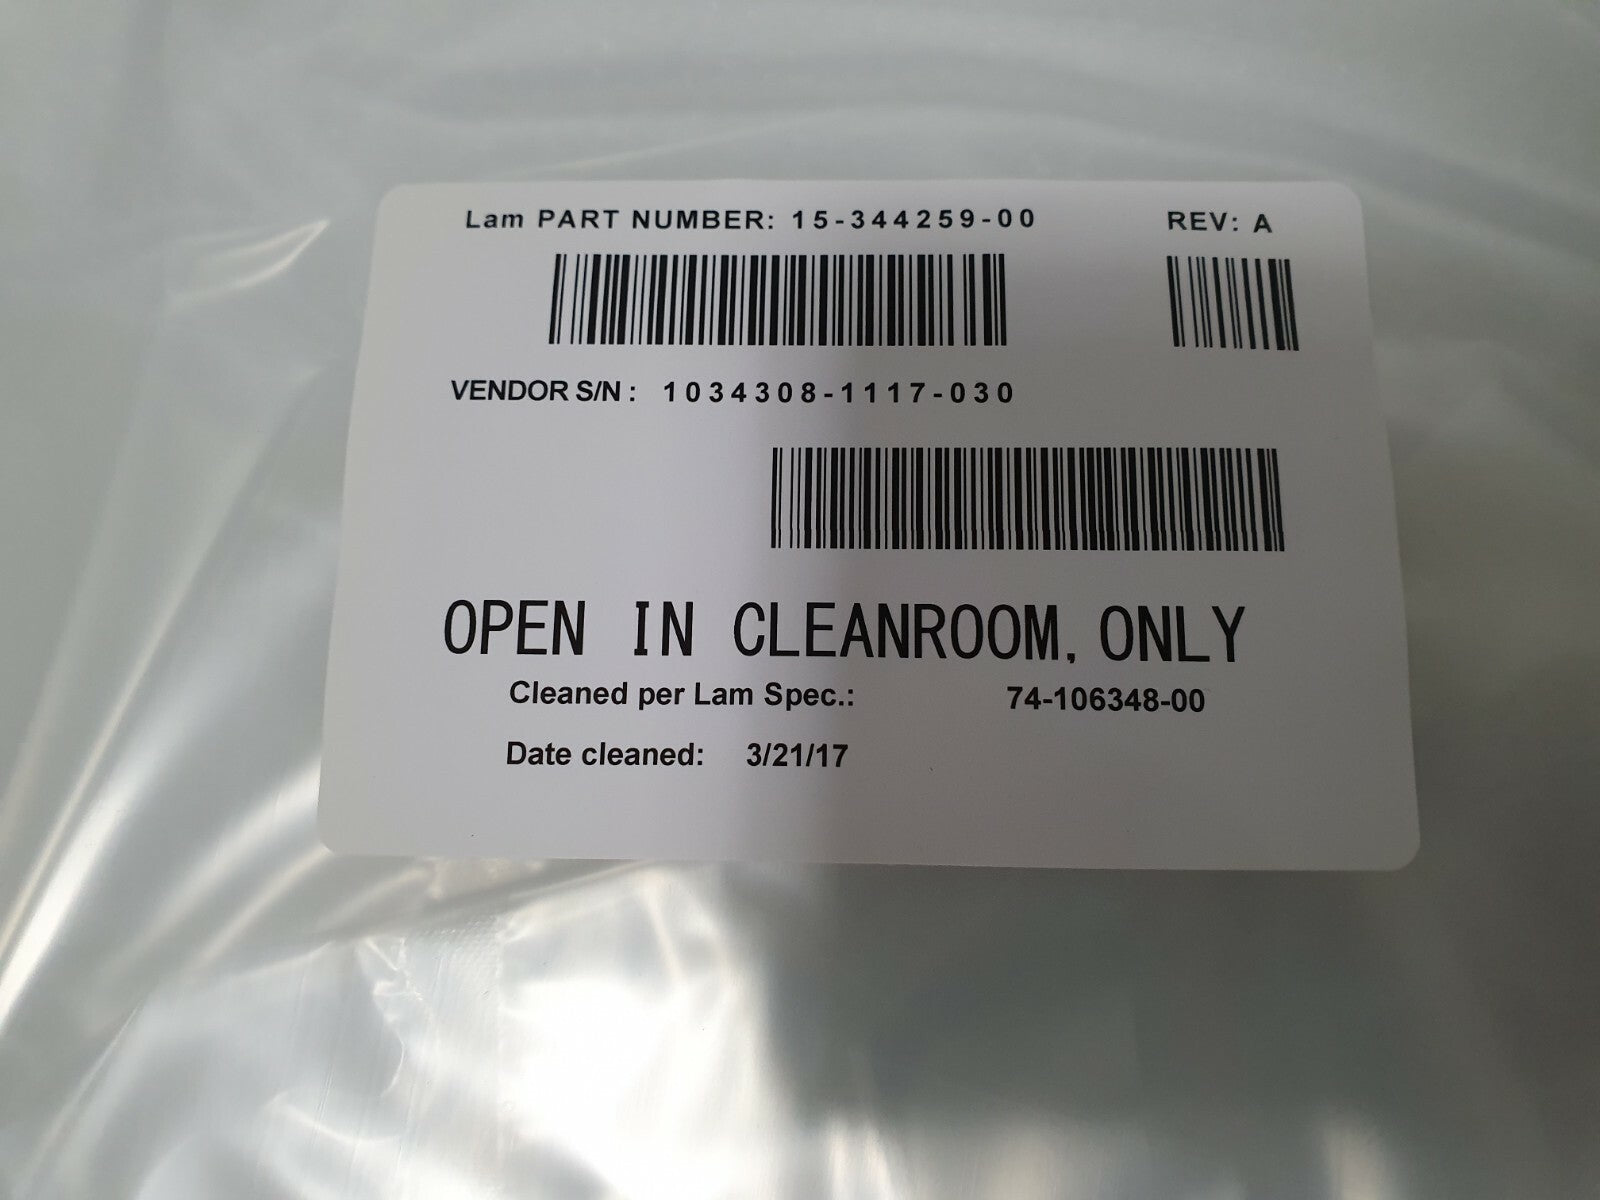 Lam PART NUMBER: 15-344259-00 REV: A
VENDOR S/N: 1034308-1117-030
OPEN IN CLEANROOM, ONLY
Cleaned per Lam Spec.: 74-106348-00
Date cleaned: 3/21/17